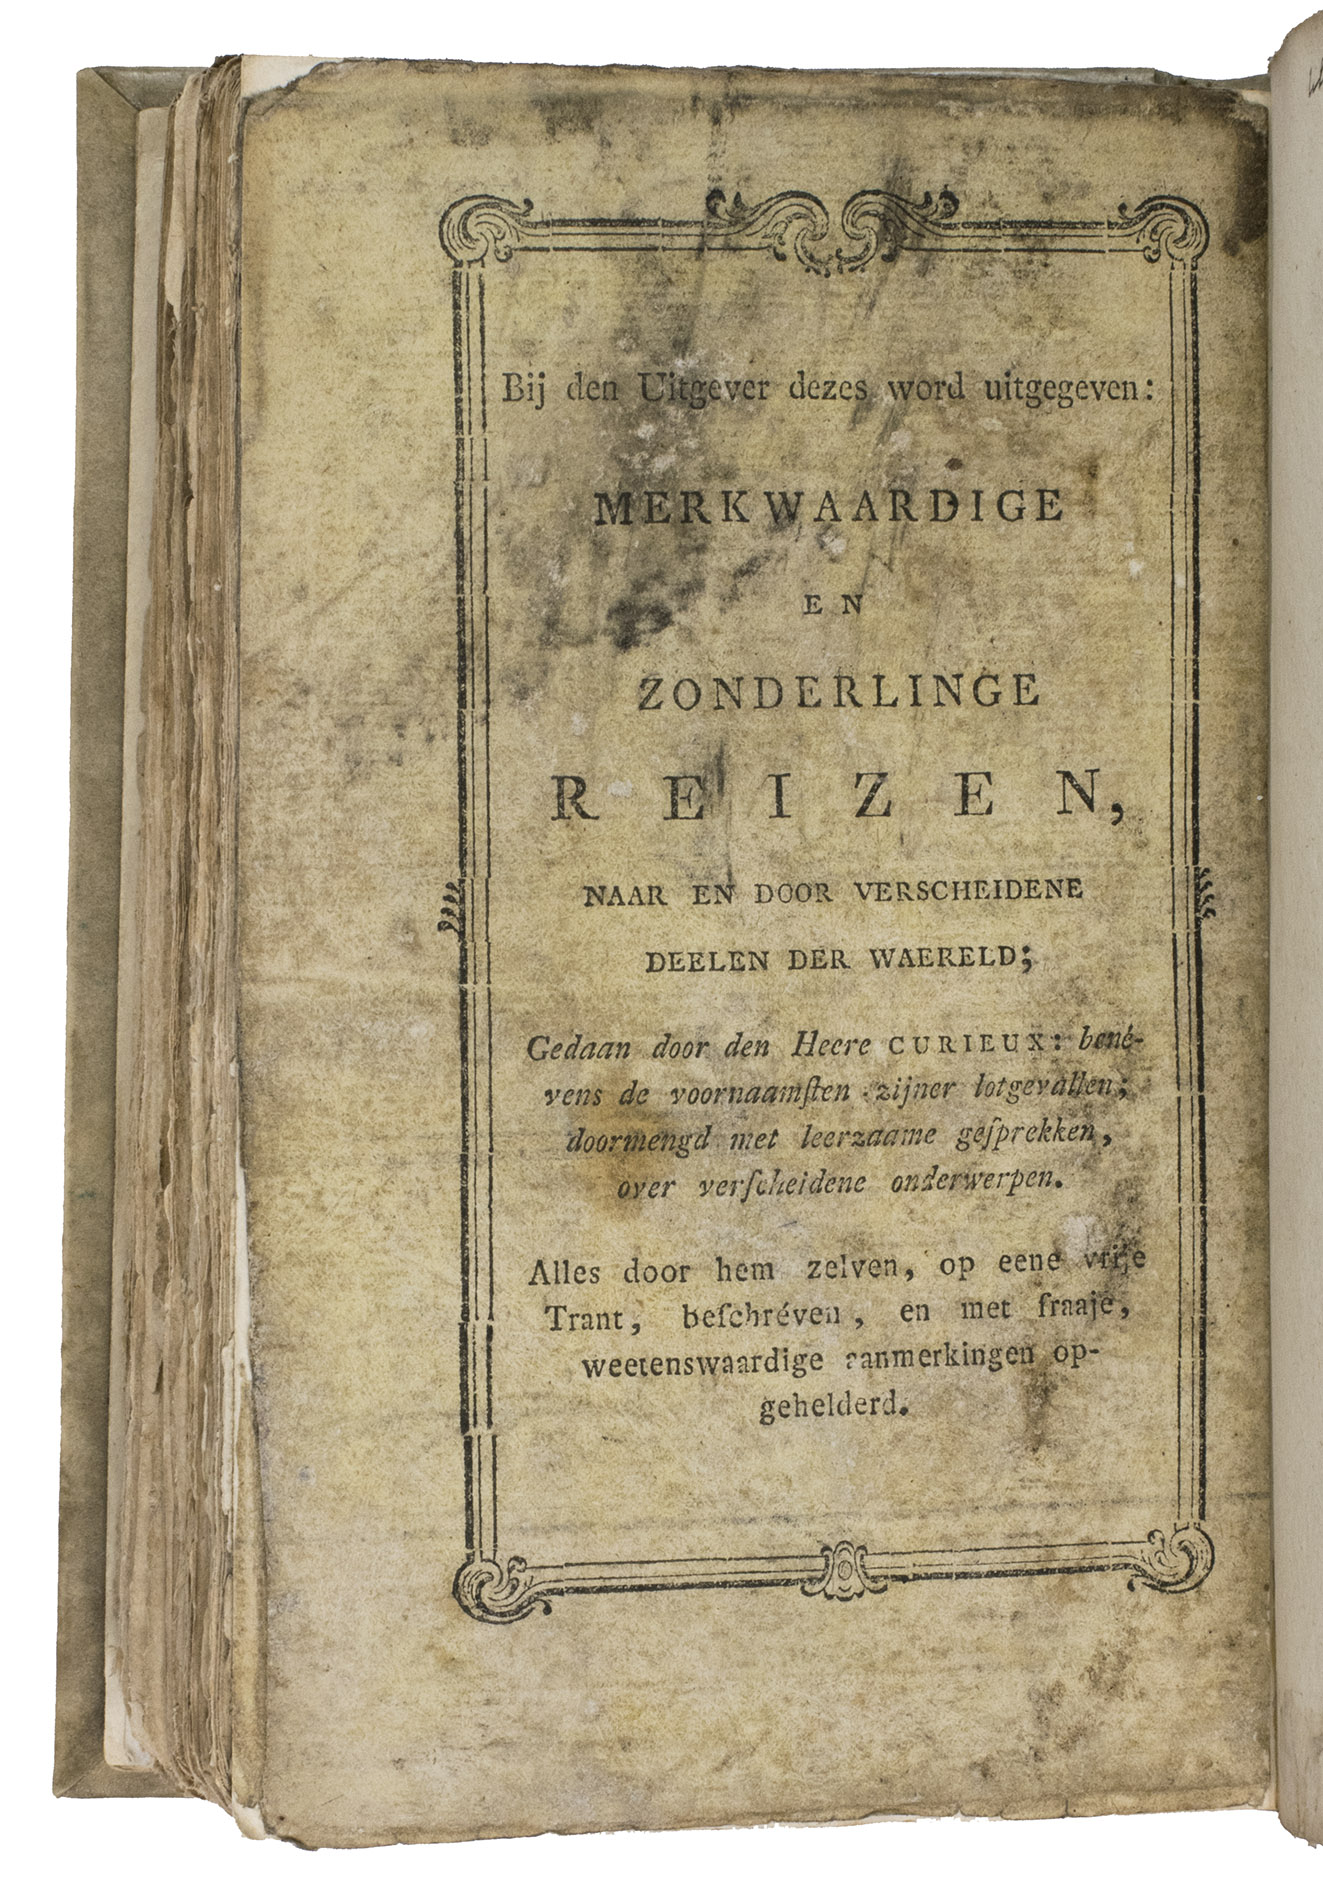 Bij den Uitgever dezes word uitgegeven:
MERKWAARDIGE
EN
ZONDERLINGE
REIZEN,
NAAR EN DOOR VERSCHEIDENE
DEELEN DER WAERELD;
Gedaan door den Heere CURIEUX: bené-
vens de voornaamſten zijner lotgevallen;
doormengd met leerzaame geſprekken,
over verſcheidene onderwerpen.
Alles door hem zelven, op eene vrije
Trant, beſchréven, en met fraaje,
weetenswaardige aanmerkingen op-
gehelderd.